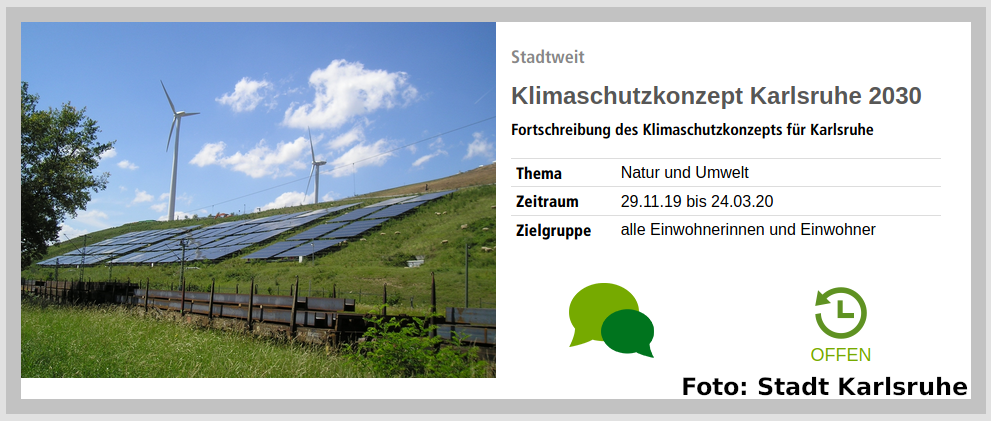 Stadtweit
Klimaschutzkonzept Karlsruhe 2030
Fortschreibung des Klimaschutzkonzepts für Karlsruhe
Thema Natur und Umwelt
Zeitraum 29.11.19 bis 24.03.20
Zielgruppe alle Einwohnerinnen und Einwohner
OFFEN
Foto: Stadt Karlsruhe